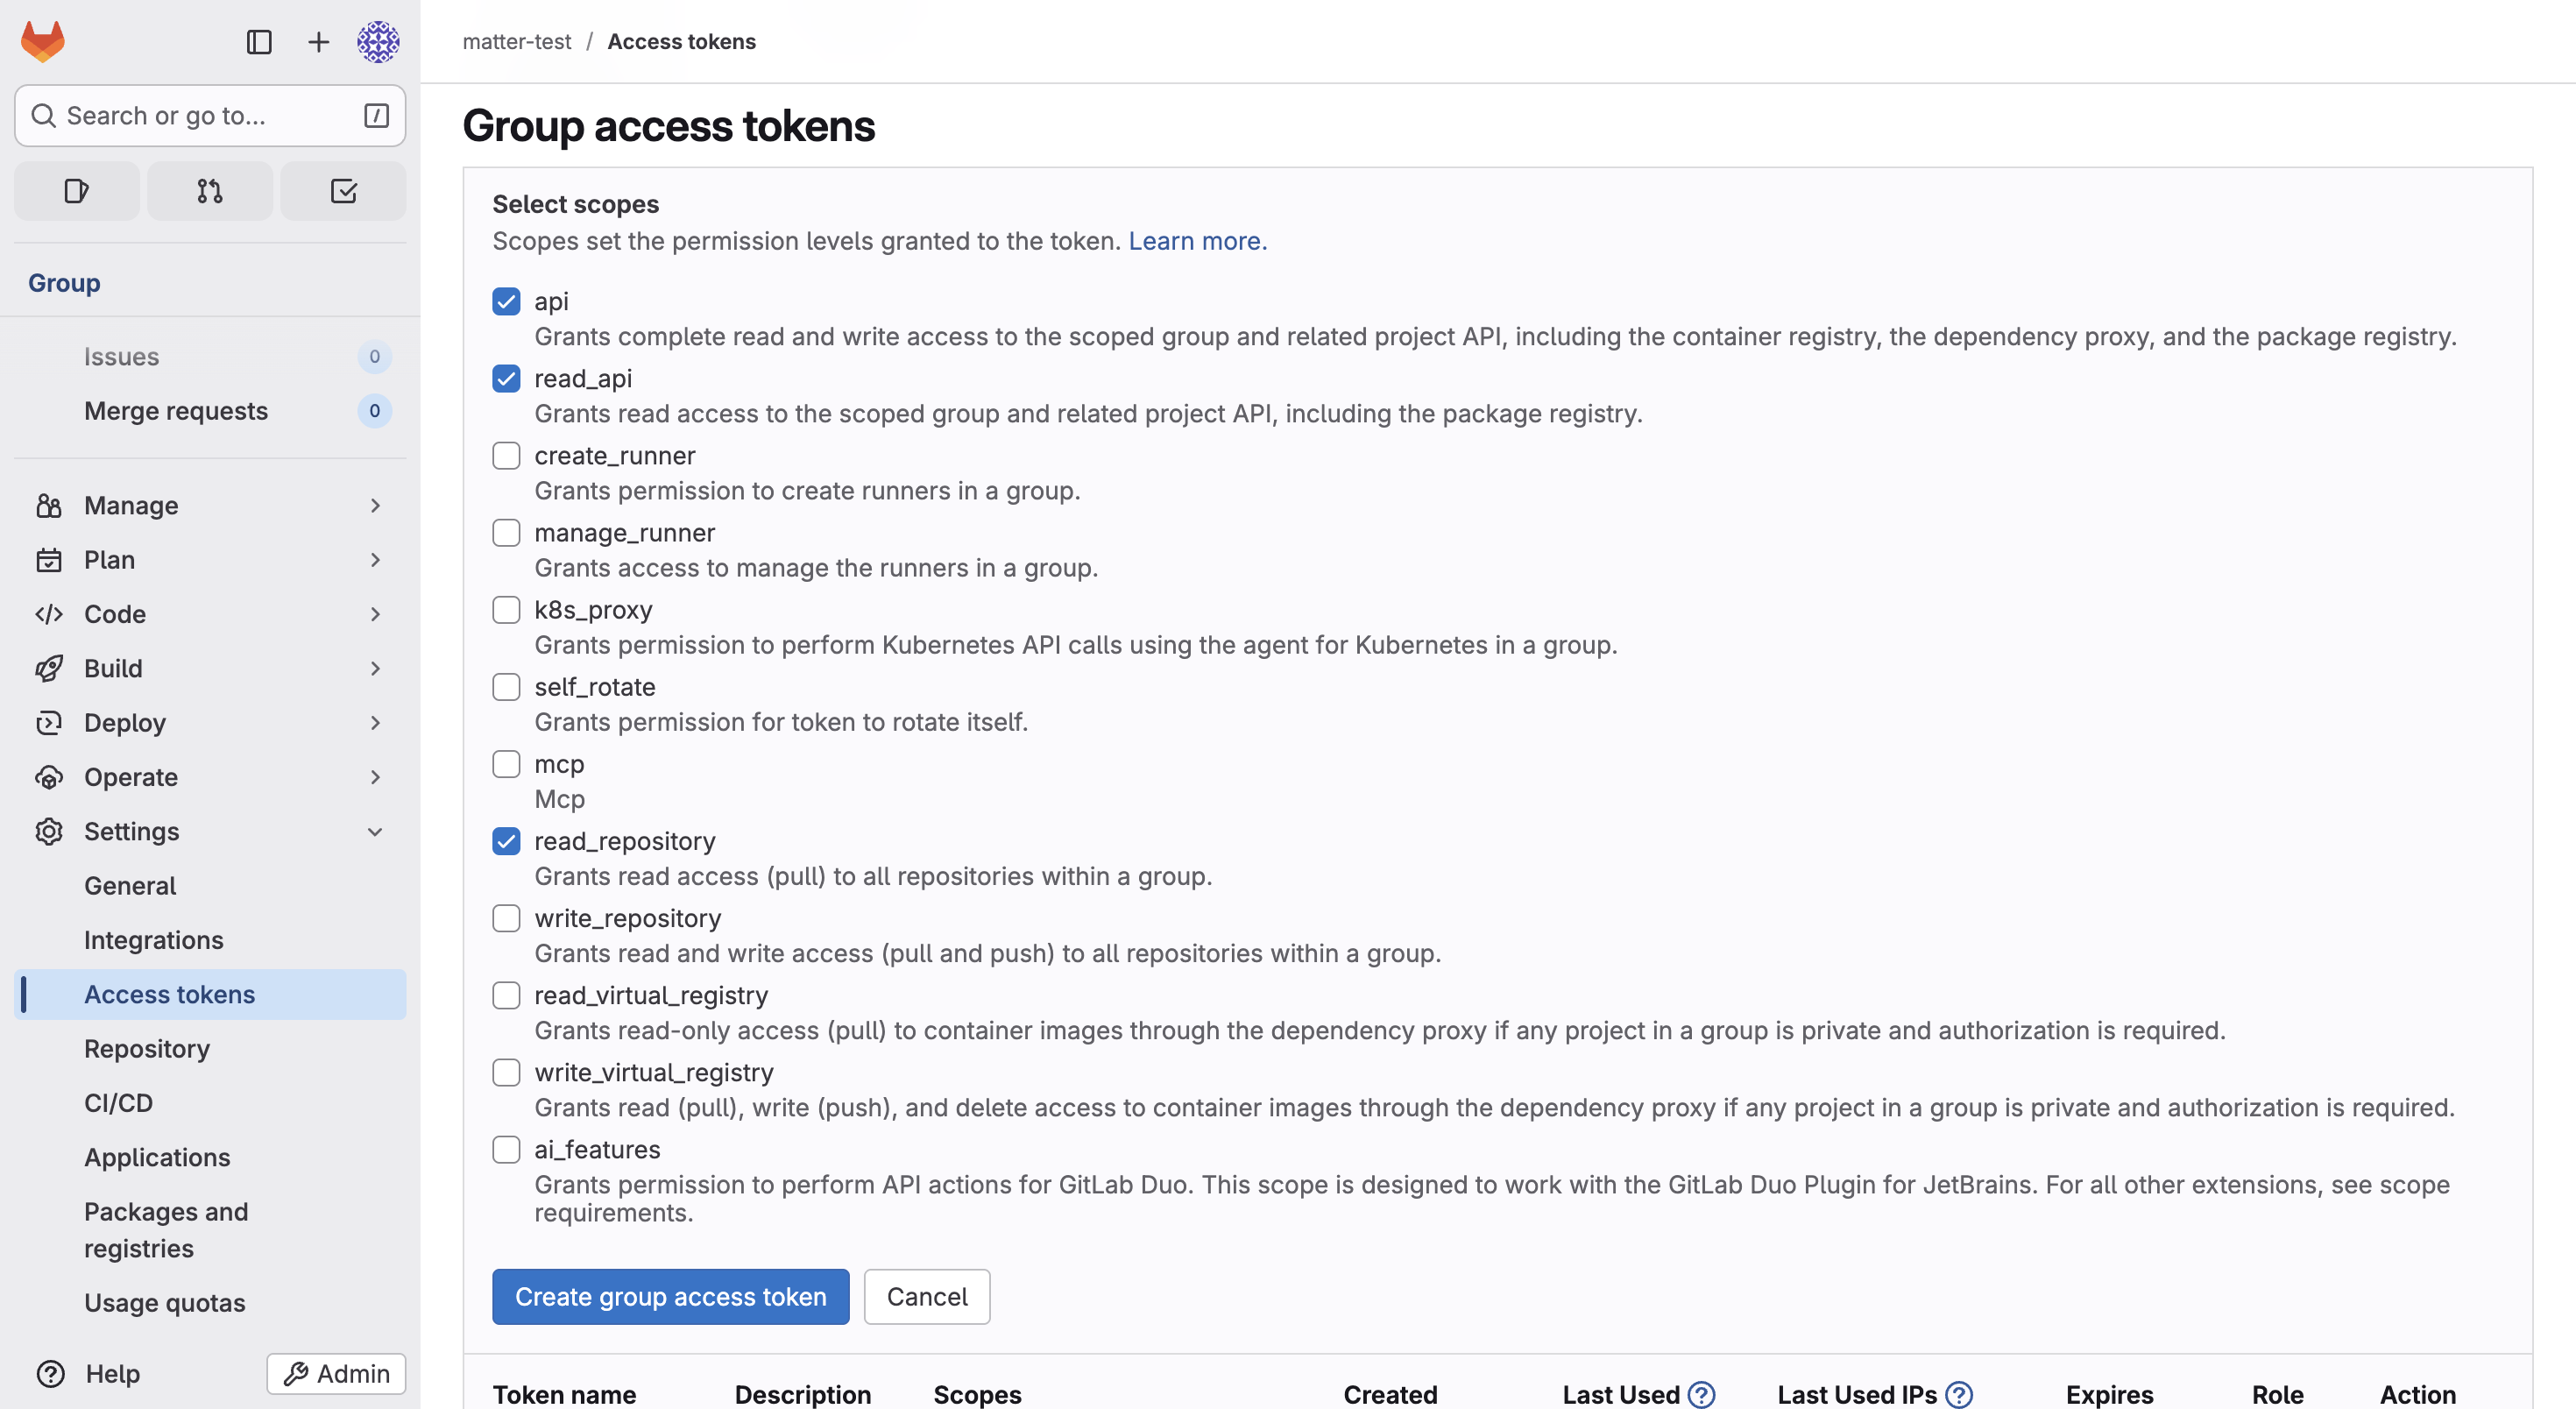 matter-test / Access tokens
Search or go to... /
Group
Issues 0
Merge requests 0
Manage
Plan
Code
Build
Deploy
Operate
Settings
General
Integrations
Access tokens
Repository
CI/CD
Applications
Packages and
registries
Usage quotas
Help
Admin
Group access tokens
Select scopes
Scopes set the permission levels granted to the token. Learn more.
api
Grants complete read and write access to the scoped group and related project API, including the container registry, the dependency proxy, and the package registry.
read_api
Grants read access to the scoped group and related project API, including the package registry.
create_runner
Grants permission to create runners in a group.
manage_runner
Grants access to manage the runners in a group.
k8s_proxy
Grants permission to perform Kubernetes API calls using the agent for Kubernetes in a group.
self_rotate
Grants permission for token to rotate itself.
mcp
Mcp
read_repository
Grants read access (pull) to all repositories within a group.
write_repository
Grants read and write access (pull and push) to all repositories within a group.
read_virtual_registry
Grants read-only access (pull) to container images through the dependency proxy if any project in a group is private and authorization is required.
write_virtual_registry
Grants read (pull), write (push), and delete access to container images through the dependency proxy if any project in a group is private and authorization is required.
ai_features
Grants permission to perform API actions for GitLab Duo. This scope is designed to work with the GitLab Duo Plugin for JetBrains. For all other extensions, see scope
requirements.
Create group access token Cancel
Token name Description Scopes Created Last Used ? Last Used IPs ? Expires Role Action